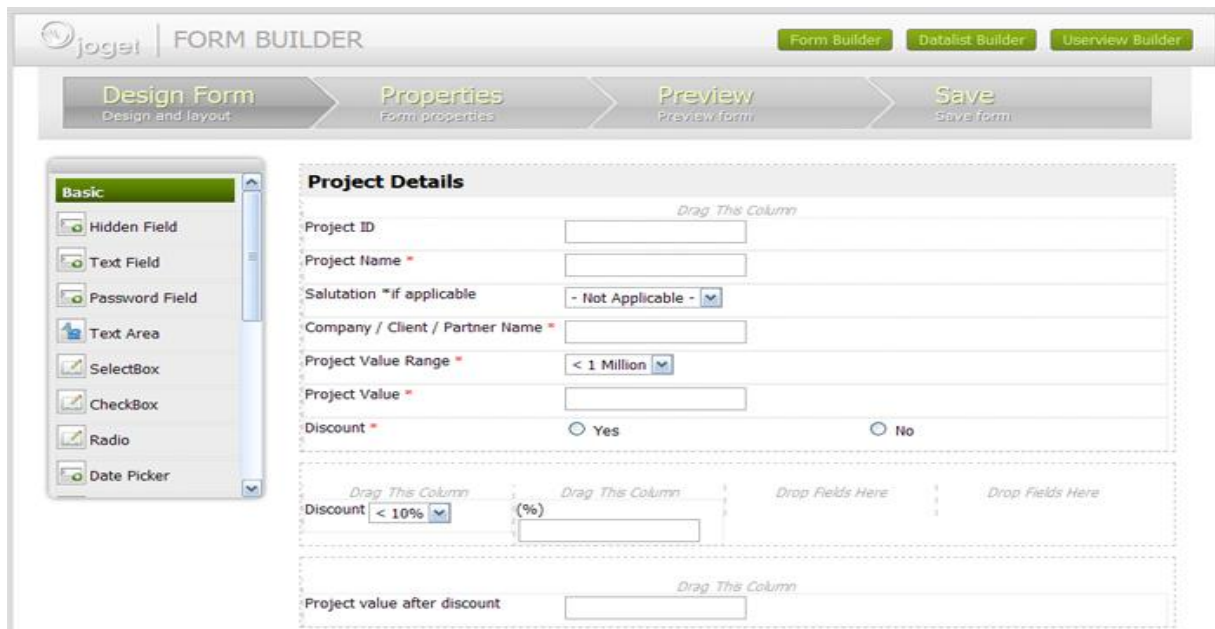 joget | FORM BUILDER
Form Builder Datalist Builder Userview Builder
Design Form Properties Preview Save
Design and layout Form properties Preview form Save form
Basic
Hidden Field
Text Field
Password Field
Text Area
SelectBox
CheckBox
Radio
Date Picker
Project Details
Drag This Column
Project ID
Project Name *
Salutation *if applicable - Not Applicable -
Company / Client / Partner Name *
Project Value Range * < 1 Million
Project Value *
Discount * Yes No
Drag This Column Drag This Column Drop Fields Here Drop Fields Here
Discount < 10% (%)
Drag This Column
Project value after discount